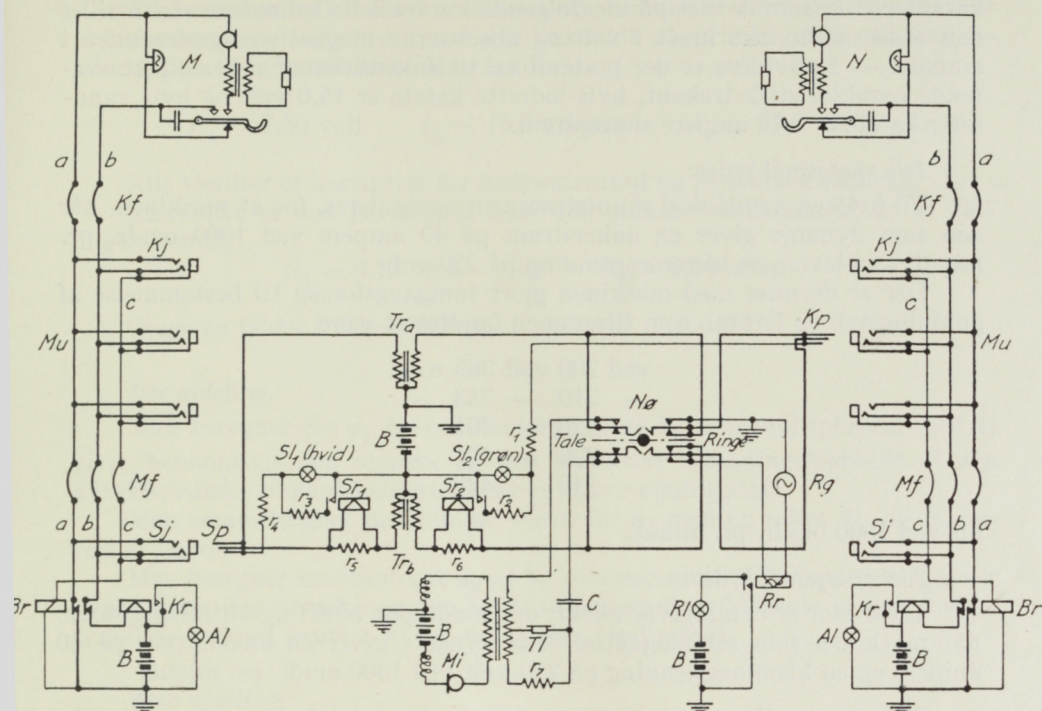 M
N
a
b
b
a
Kf
Kf
Kj
Kj
c
c
Mu
Tra
Kp
Mu
Nø
r1
B
Tale
Ringe
Sl1 (hvid)
Sl2 (grøn)
Rg
Mf
Sr1
Sr2
Mf
r3
r2
a
b
c
Sj
Sp
r4
Sj
c
b
a
r5
Trb
r6
Rr
Br
Kr
C
Rl
Kr
Br
Al
B
Tl
Al
B
Mi
r7
B
B